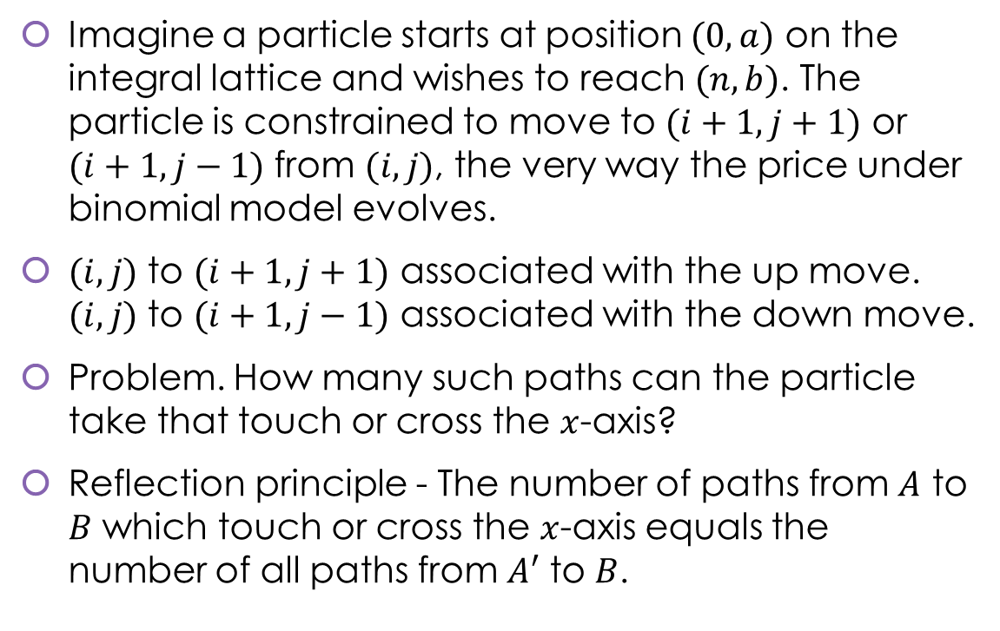 Imagine a particle starts at position (0, a) on the
integral lattice and wishes to reach (n, b). The
particle is constrained to move to (i + 1, j + 1) or
(i + 1, j − 1) from (i, j), the very way the price under
binomial model evolves.
(i, j) to (i + 1, j + 1) associated with the up move.
(i, j) to (i + 1, j − 1) associated with the down move.
Problem. How many such paths can the particle
take that touch or cross the x-axis?
Reflection principle - The number of paths from A to
B which touch or cross the x-axis equals the
number of all paths from A′ to B.